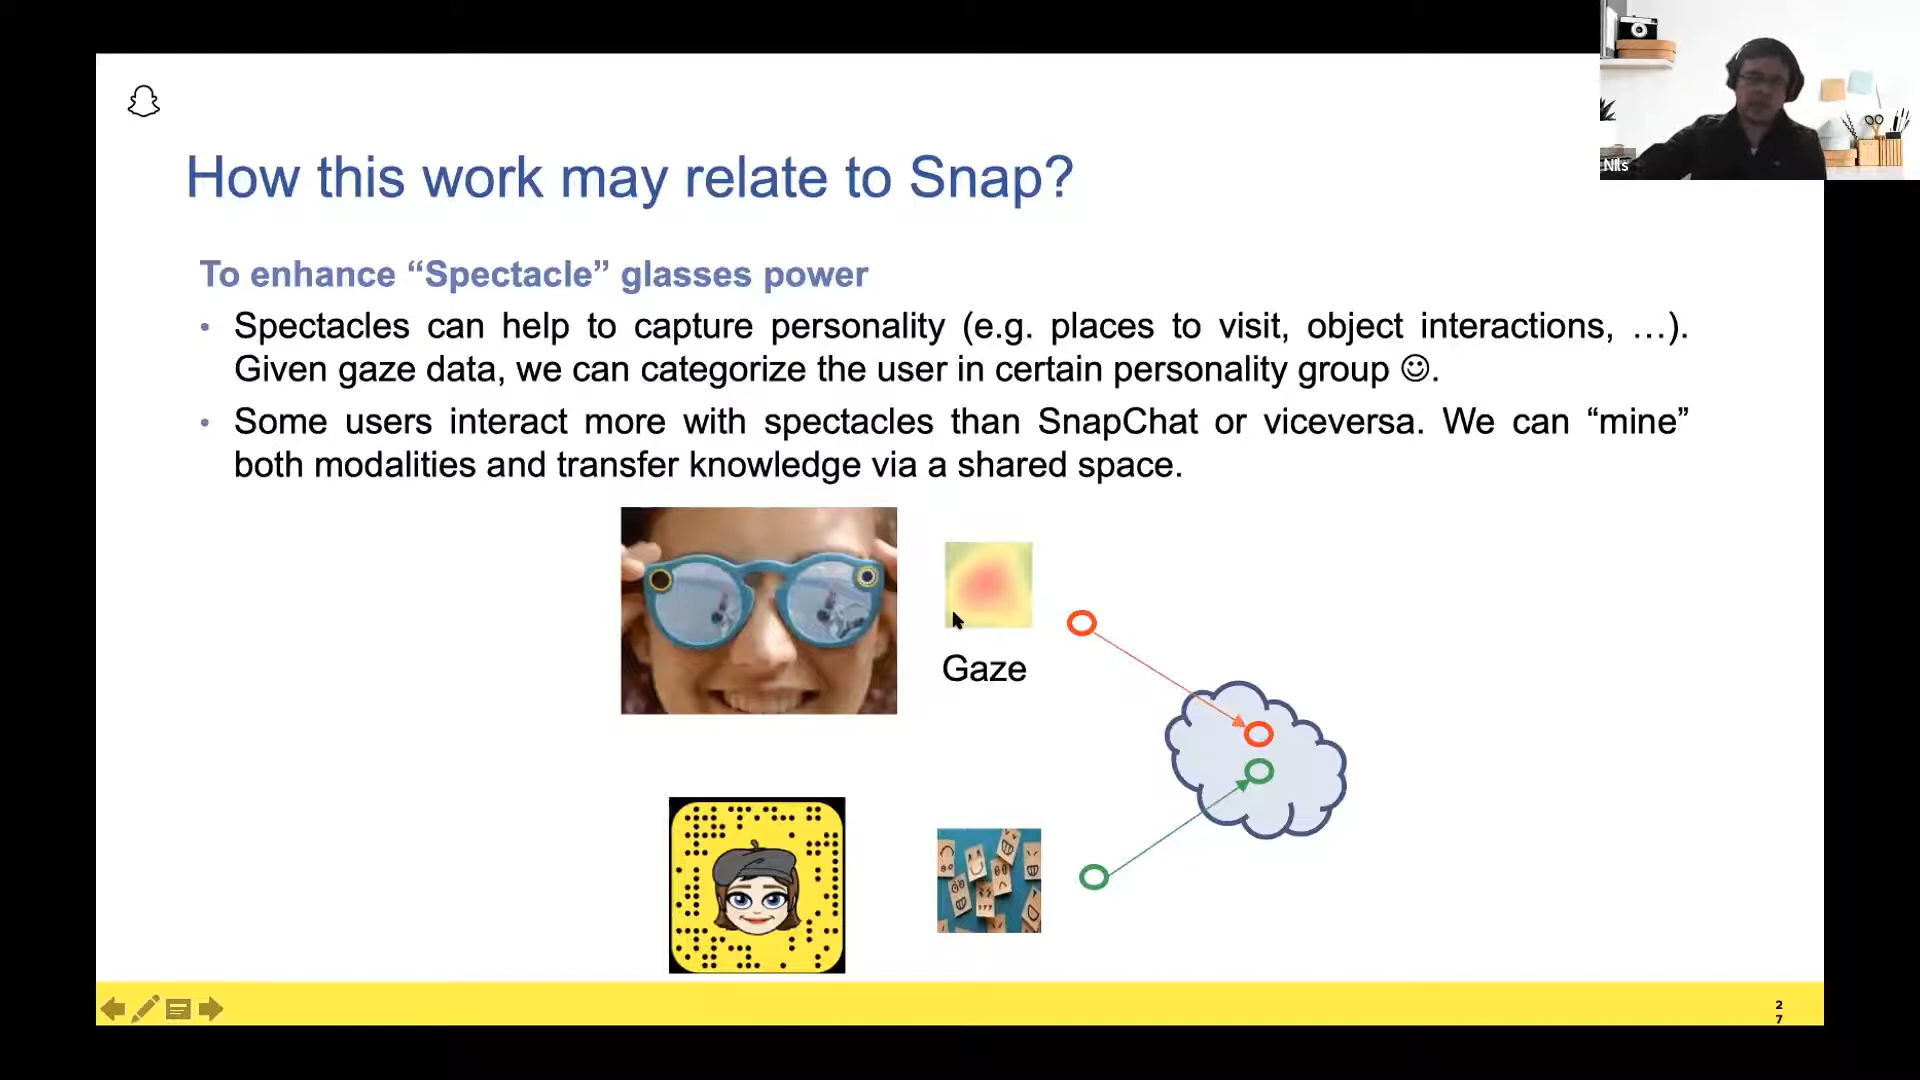 Nils
How this work may relate to Snap?
To enhance “Spectacle” glasses power
• Spectacles can help to capture personality (e.g. places to visit, object interactions, …).
Given gaze data, we can categorize the user in certain personality group ☺.
• Some users interact more with spectacles than SnapChat or viceversa. We can “mine”
both modalities and transfer knowledge via a shared space.
Gaze
2
7